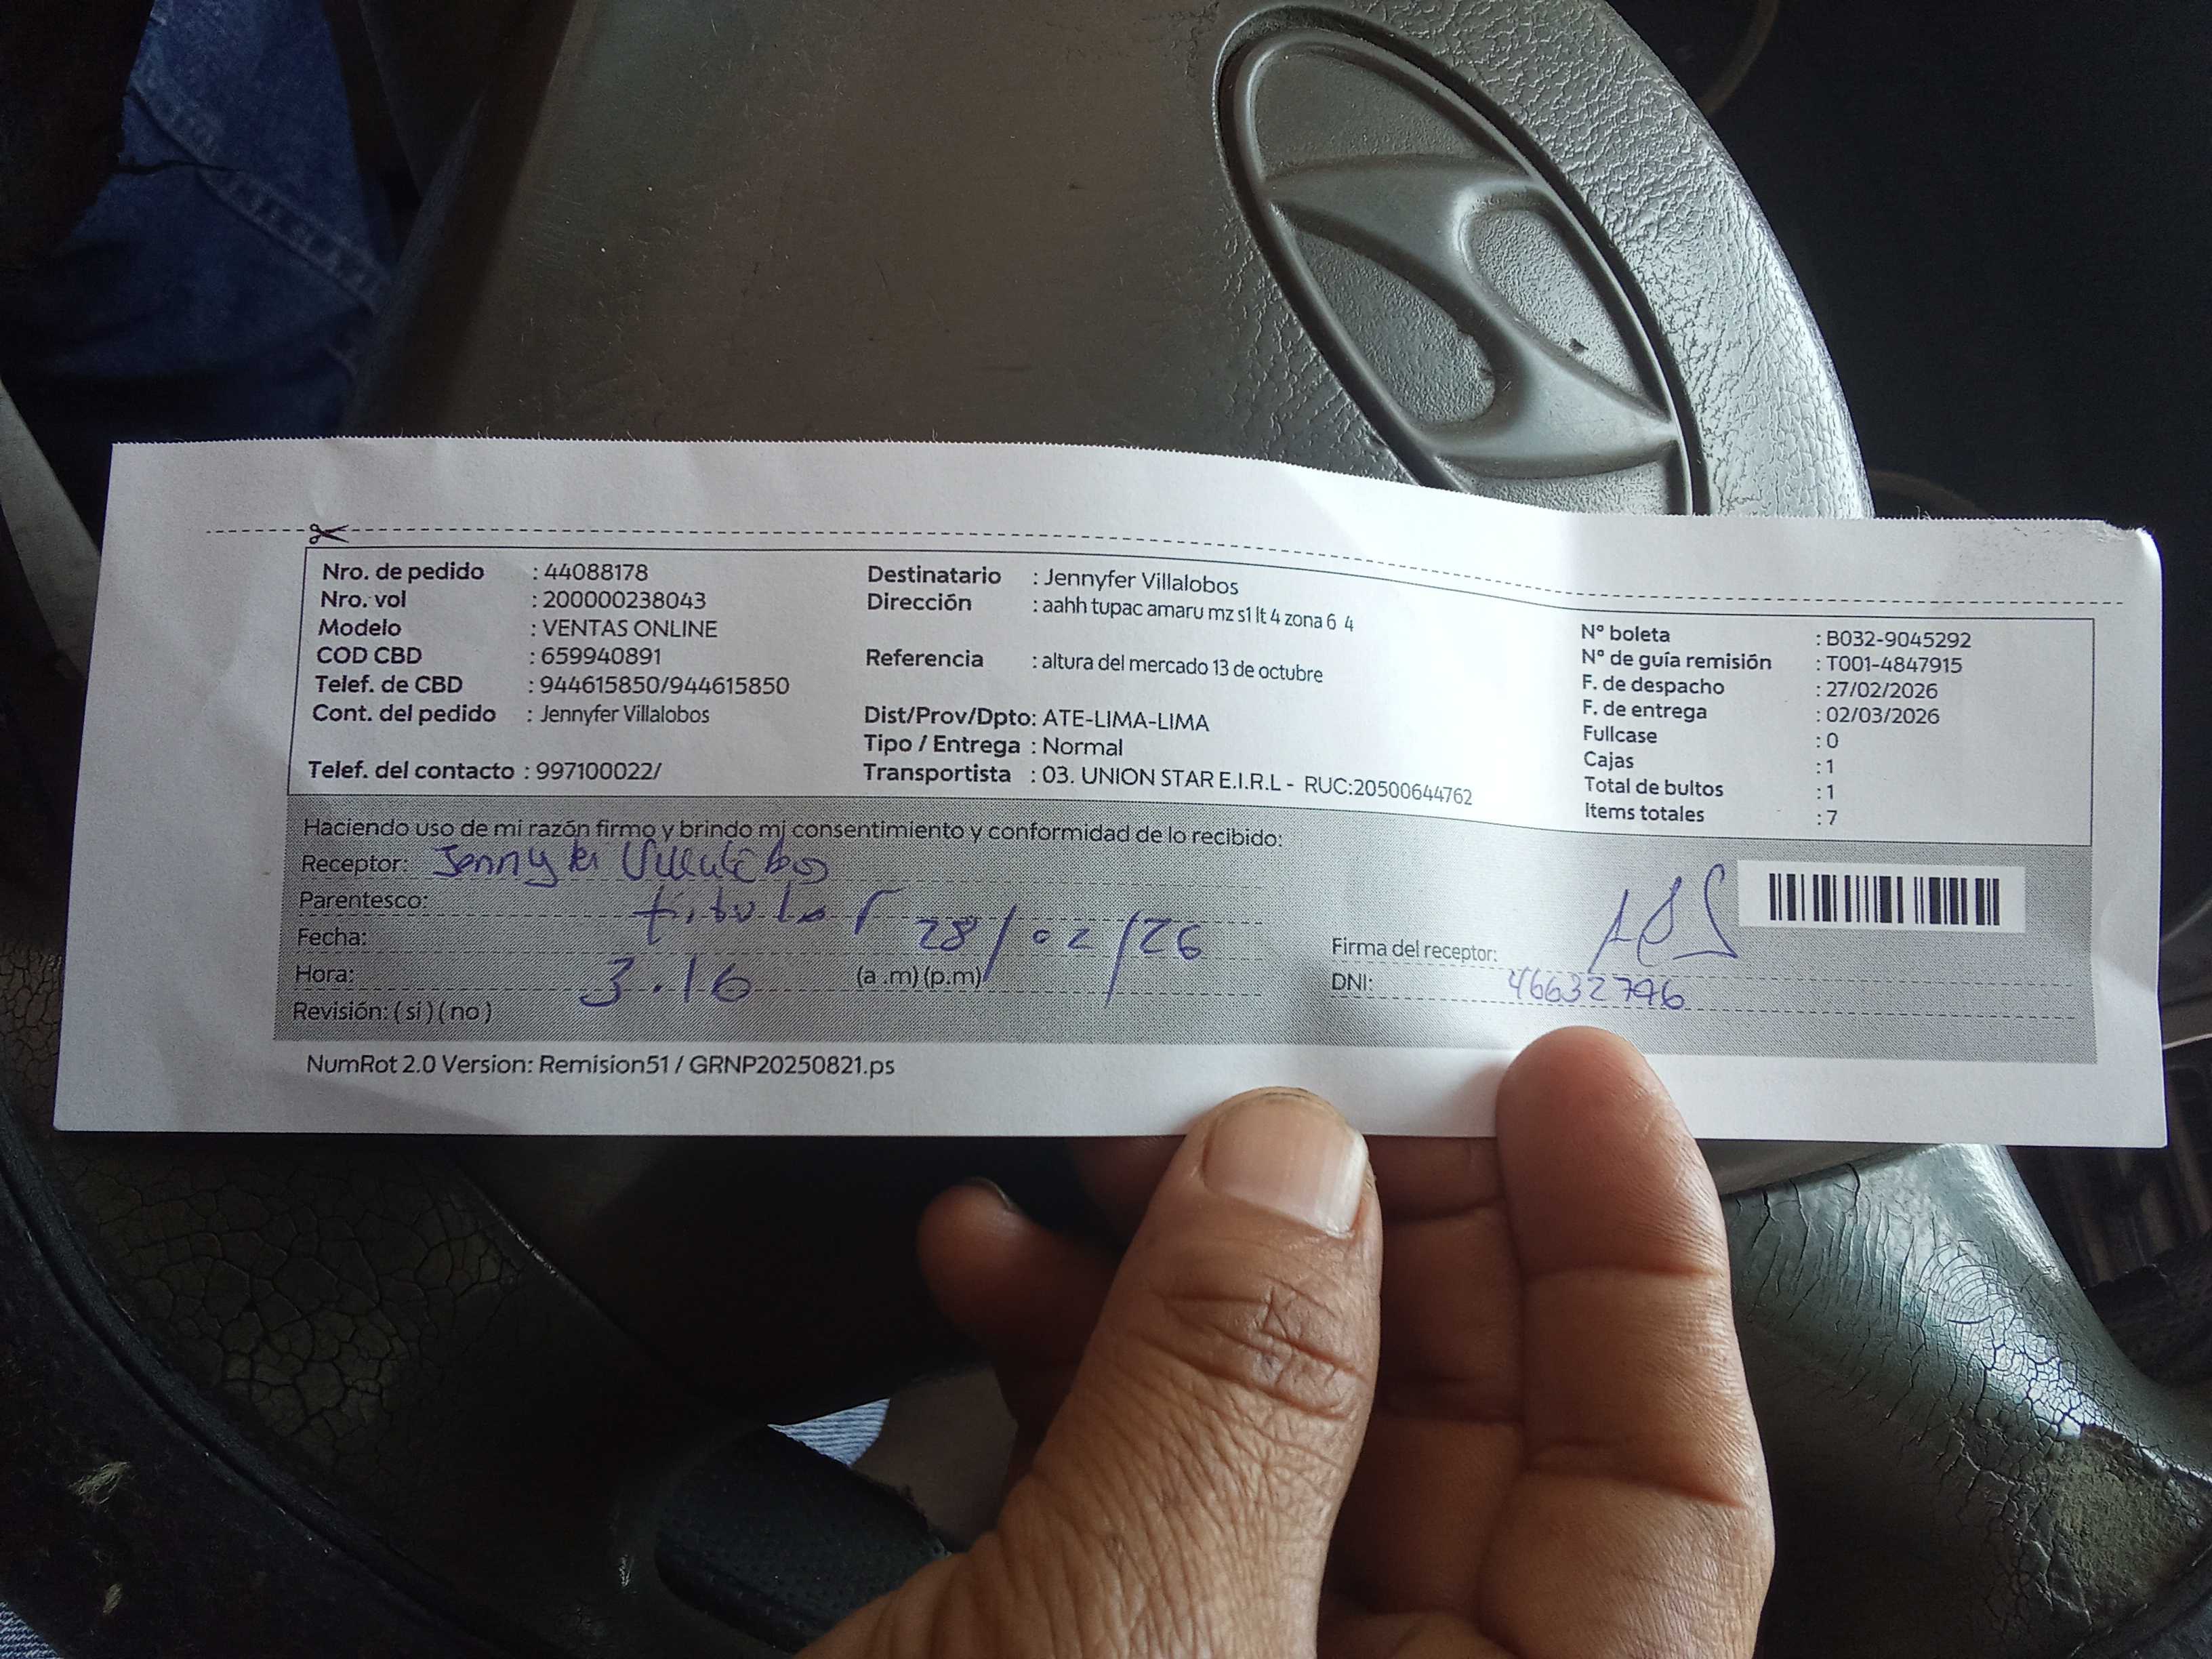 Nro. de pedido : 44088178
Nro. vol : 200000238043
Modelo : VENTAS ONLINE
COD CBD : 659940891
Telef. de CBD : 944615850/944615850
Cont. del pedido : Jennyfer Villalobos
Telef. del contacto : 997100022/
Destinatario : Jennyfer Villalobos
Dirección : aahh tupac amaru mz s1 lt 4 zona 6 4
Referencia : altura del mercado 13 de octubre
Dist/Prov/Dpto: ATE-LIMA-LIMA
Tipo / Entrega : Normal
Transportista : 03. UNION STAR E.I.R.L - RUC:20500644762
N° boleta : B032-9045292
N° de guía remisión : T001-4847915
F. de despacho : 27/02/2026
F. de entrega : 02/03/2026
Fullcase : 0
Cajas : 1
Total de bultos : 1
Items totales : 7
Haciendo uso de mi razón firmo y brindo mi consentimiento y conformidad de lo recibido:
Receptor:
Parentesco: titular
Fecha: 28/02/26
Hora: 3.16 (a .m) (p.m)
Revisión: ( si ) ( no )
Firma del receptor:
DNI: 46632796
NumRot 2.0 Version: Remision51 / GRNP20250821.ps